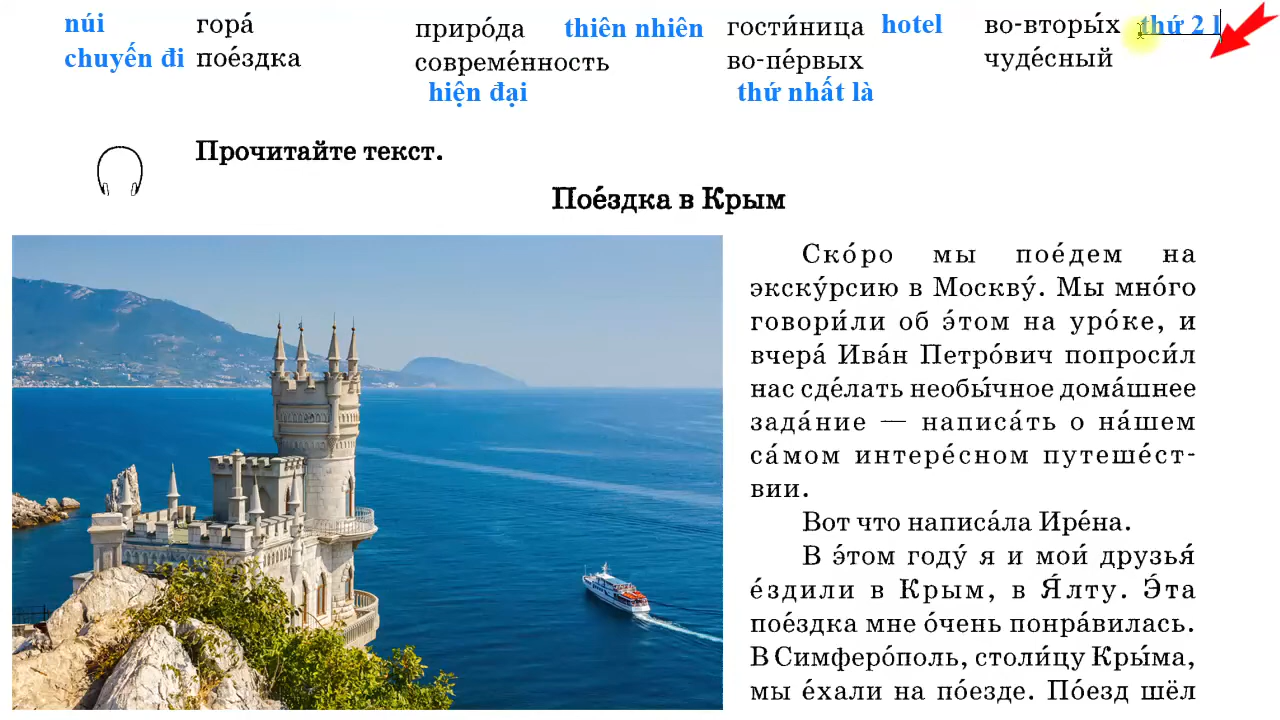 núi гора́ приро́да thiên nhiên гости́ница hotel во-вторы́х thứ 2 l
chuyến đi пое́здка совреме́нность во-пе́рвых чуде́сный
hiện đại thứ nhất là
Прочитайте текст.
Пое́здка в Крым
Ско́ро мы пое́дем на
экску́рсию в Москву́. Мы мно́го
говори́ли об э́том на уро́ке, и
вчера́ Ива́н Петро́вич попроси́л
нас сде́лать необы́чное дома́шнее
зада́ние — написа́ть о на́шем
са́мом интере́сном путеше́ст-
вии.
Вот что написа́ла Ире́на.
В э́том году́ я и мои́ друзья́
е́здили в Крым, в Я́лту. Э́та
пое́здка мне о́чень понра́вилась.
В Симферо́поль, столи́цу Кры́ма,
мы е́хали на по́езде. По́езд шёл